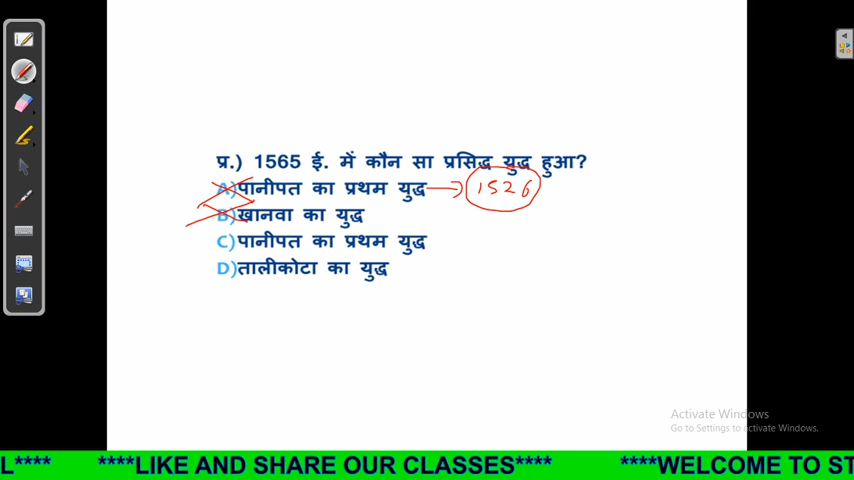 प्र.) 1565 ई. में कौन सा प्रसिद्ध युद्ध हुआ?
A)पानीपत का प्रथम युद्ध → 1526
B)खानवा का युद्ध
C)पानीपत का प्रथम युद्ध
D)तालीकोटा का युद्ध
Activate Windows
Go to Settings to activate Windows.
L**** ****LIKE AND SHARE OUR CLASSES**** ****WELCOME TO ST